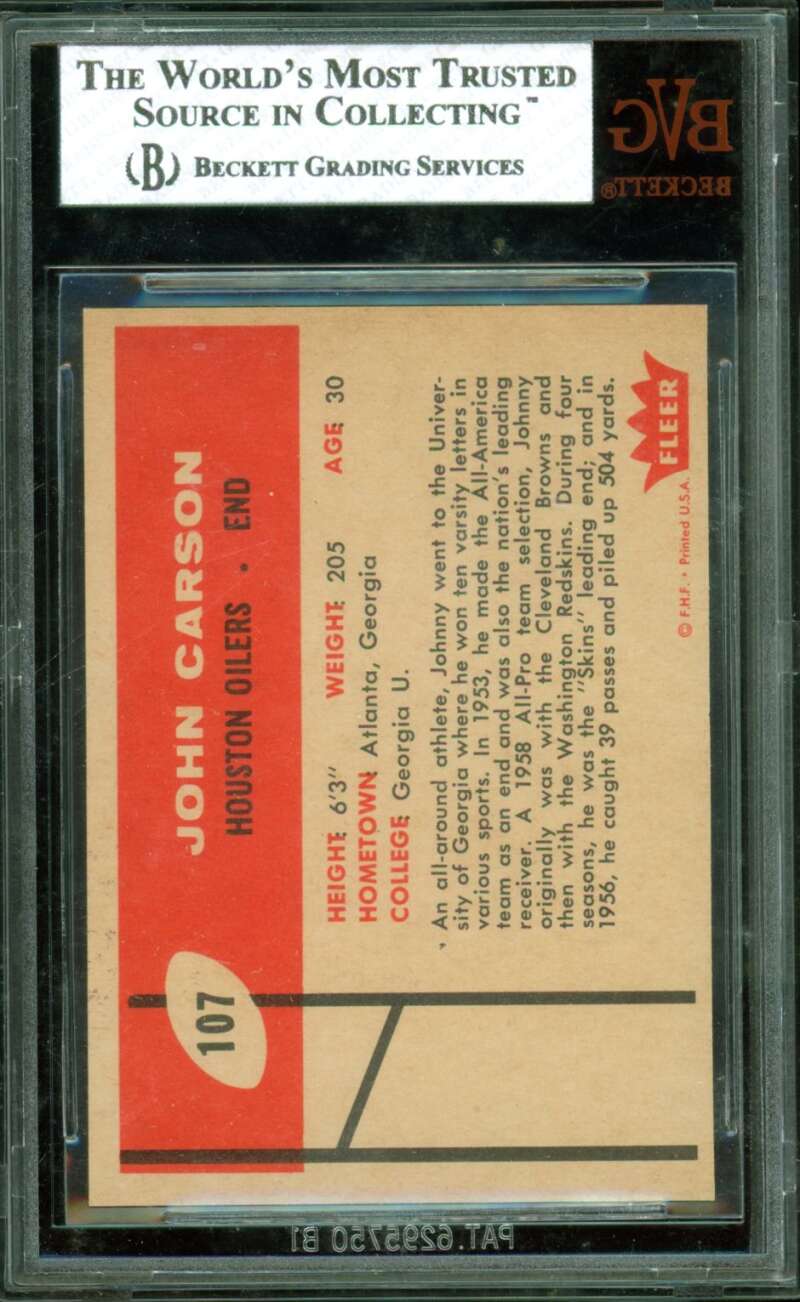 THE WORLD'S MOST TRUSTED
SOURCE IN COLLECTING™
(B) BECKETT GRADING SERVICES
BVG
BECKETT®
107
JOHN CARSON
HOUSTON OILERS • END
HEIGHT: 6'3" WEIGHT: 205 AGE: 30
HOMETOWN: Atlanta, Georgia
COLLEGE: Georgia U.
An all-around athlete, Johnny went to the Univer-
sity of Georgia where he won ten varsity letters in
various sports. In 1953, he made the All-America
team as an end and was also the nation's leading
receiver. A 1958 All-Pro team selection, Johnny
originally was with the Cleveland Browns and
then with the Washington Redskins. During four
seasons, he was the "Skins" leading end; and in
1956, he caught 39 passes and piled up 504 yards.
FLEER
© F.H.F. • Printed U.S.A.
PAT.6295750 B1